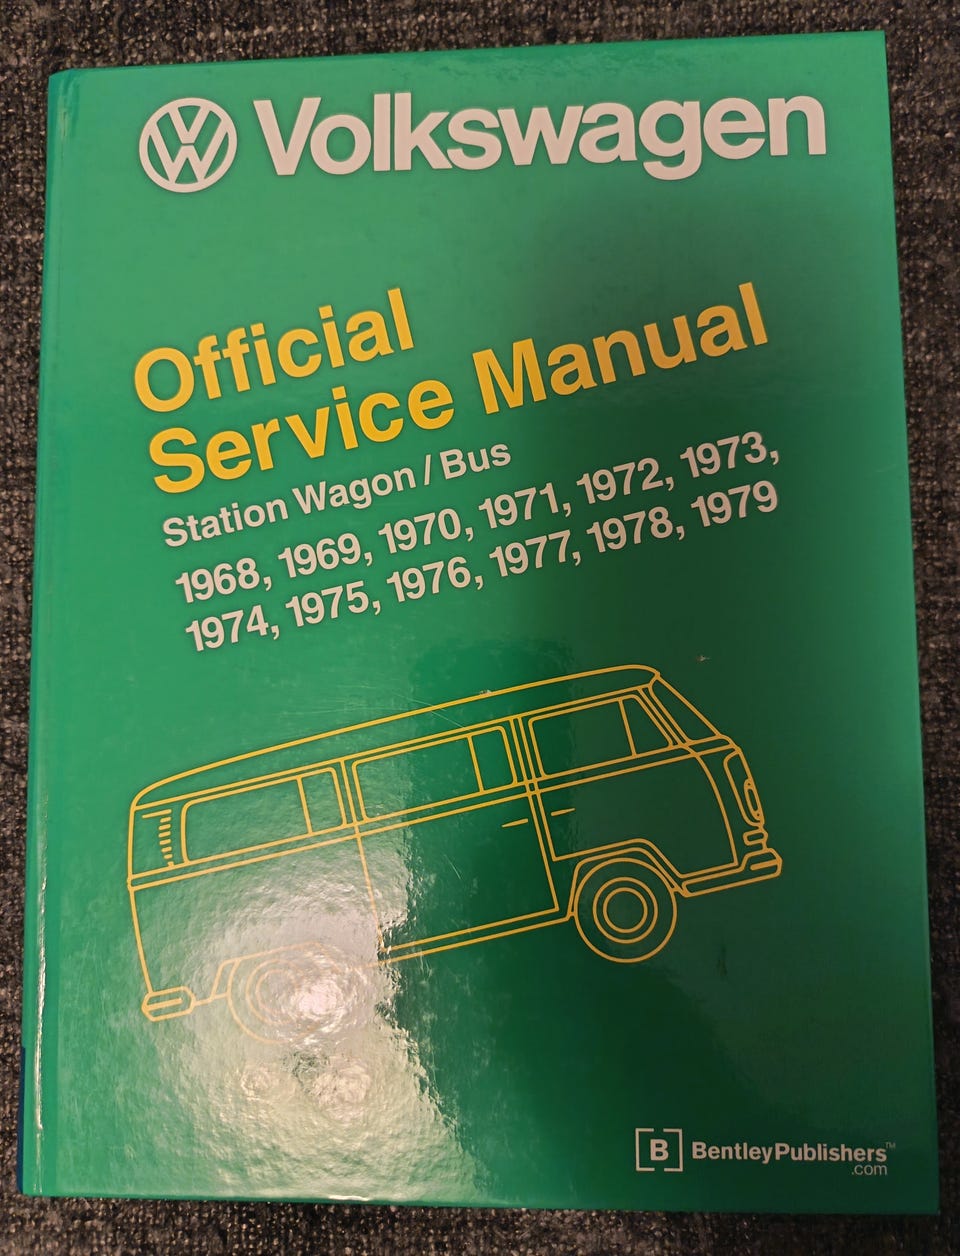 Volkswagen
Official
Service Manual
Station Wagon / Bus
1968, 1969, 1970, 1971, 1972, 1973,
1974, 1975, 1976, 1977, 1978, 1979
[B] BentleyPublishers™
.com